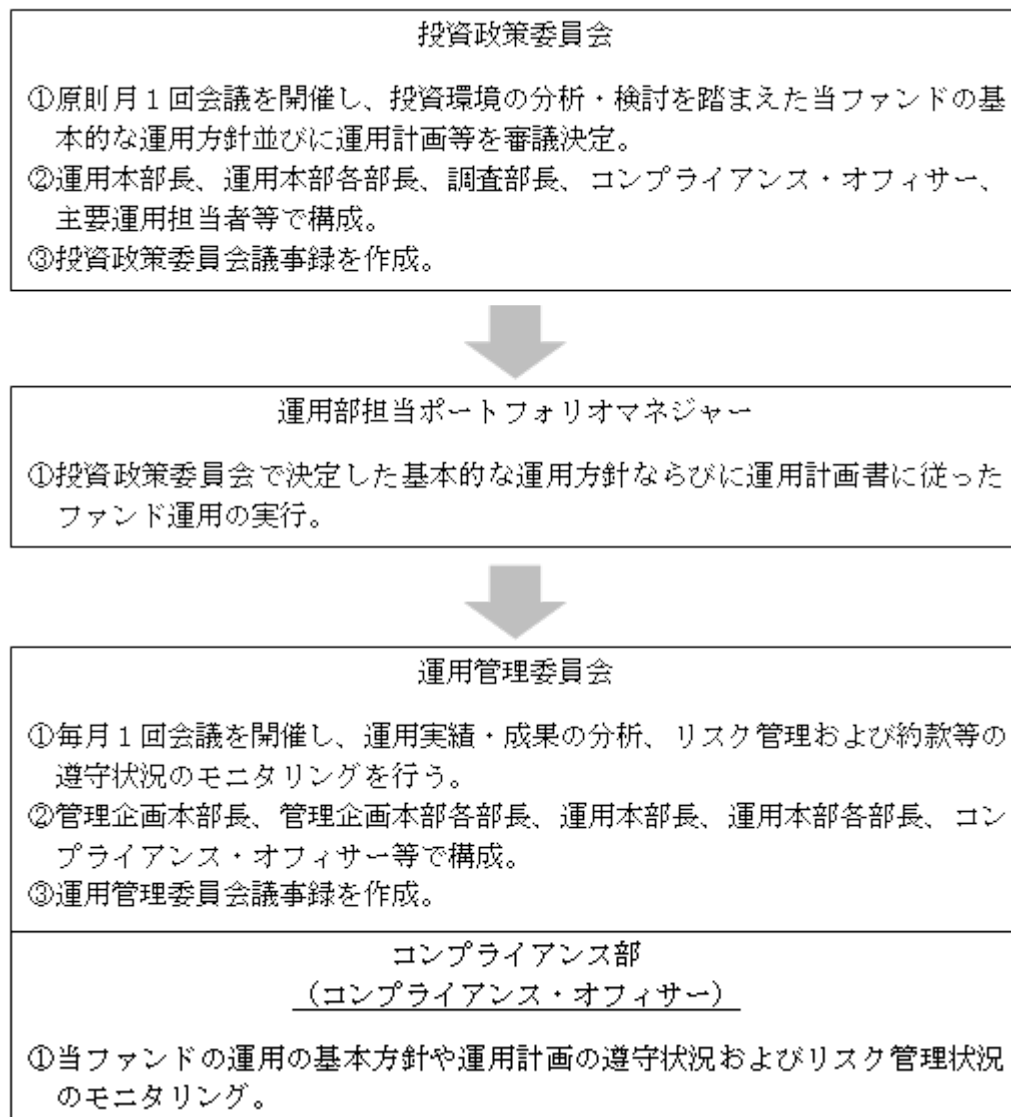 投資政策委員会
①原則月１回会議を開催し、投資環境の分析・検討を踏まえた当ファンドの基
本的な運用方針並びに運用計画等を審議決定。
②運用本部長、運用本部各部長、調査部長、コンプライアンス・オフィサー、
主要運用担当者等で構成。
③投資政策委員会議事録を作成。
運用部担当ポートフォリオマネジャー
①投資政策委員会で決定した基本的な運用方針ならびに運用計画書に従った
ファンド運用の実行。
運用管理委員会
①毎月１回会議を開催し、運用実績・成果の分析、リスク管理および約款等の
遵守状況のモニタリングを行う。
②管理企画本部長、管理企画本部各部長、運用本部長、運用本部各部長、コン
プライアンス・オフィサー等で構成。
③運用管理委員会議事録を作成。
コンプライアンス部
（コンプライアンス・オフィサー）
①当ファンドの運用の基本方針や運用計画の遵守状況およびリスク管理状況
のモニタリング。